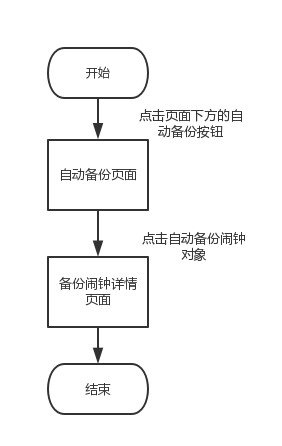 开始
点击页面下方的自
动备份按钮
自动备份页面
点击自动备份闹钟
对象
备份闹钟详情
页面
结束